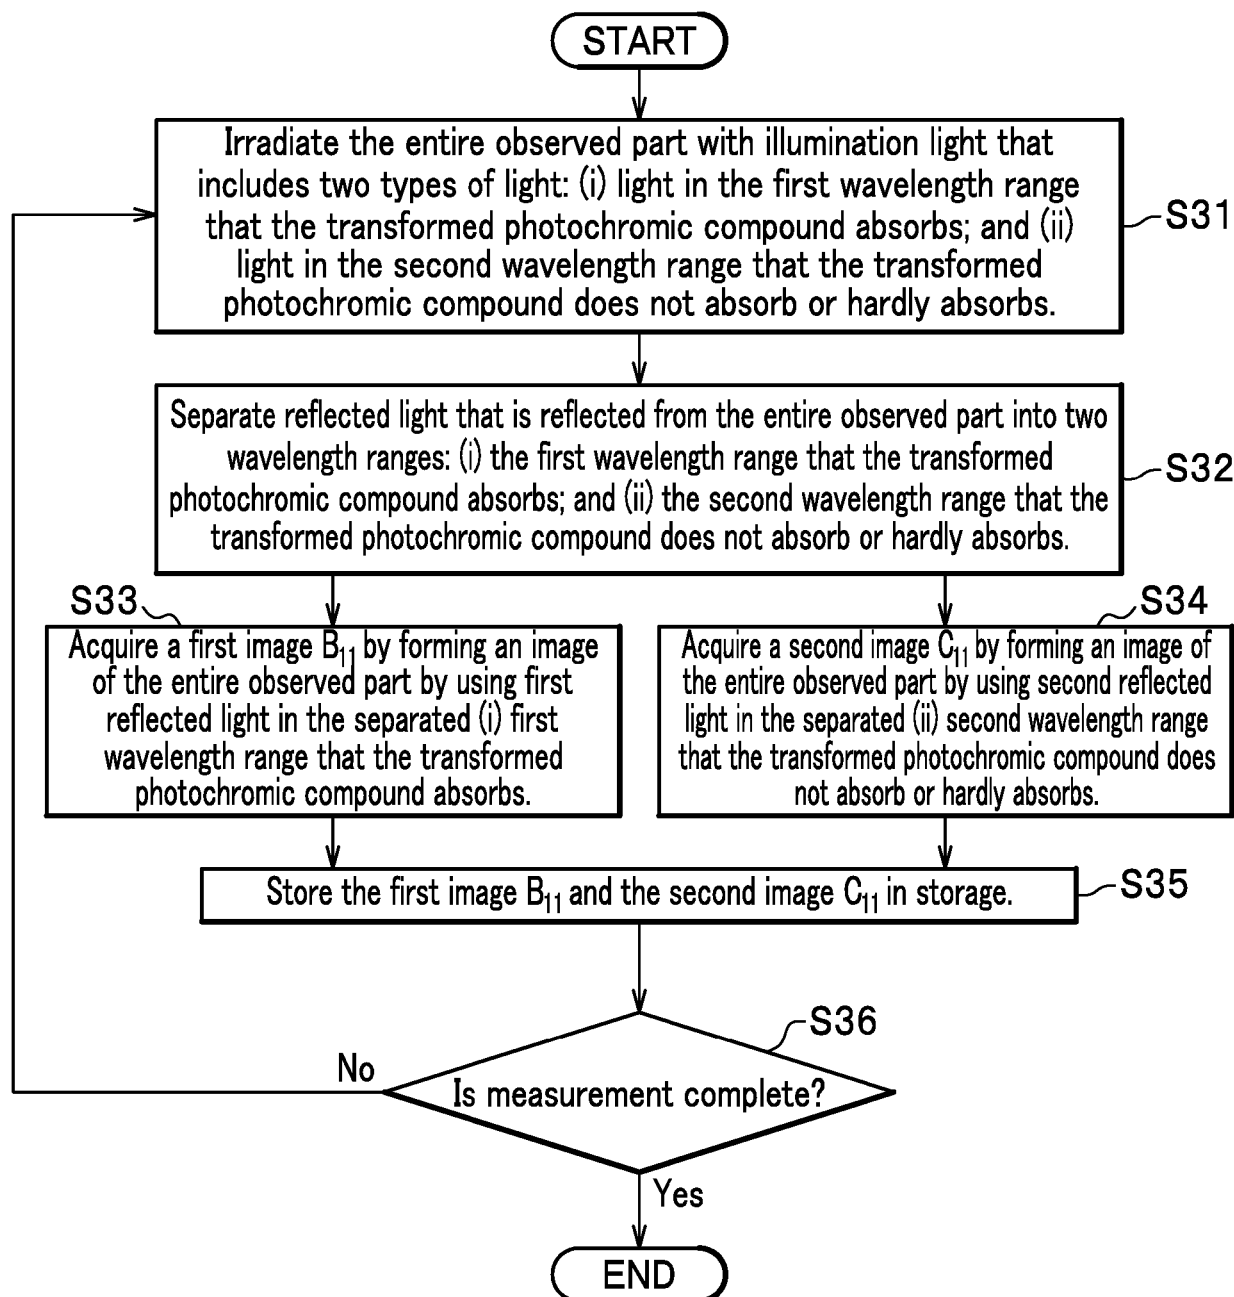 START
Irradiate the entire observed part with illumination light that
includes two types of light: (i) light in the first wavelength range
that the transformed photochromic compound absorbs; and (ii)
light in the second wavelength range that the transformed
photochromic compound does not absorb or hardly absorbs.
S31
Separate reflected light that is reflected from the entire observed part into two
wavelength ranges: (i) the first wavelength range that the transformed
photochromic compound absorbs; and (ii) the second wavelength range that the
transformed photochromic compound does not absorb or hardly absorbs.
S32
S33
Acquire a first image B11 by forming an image
of the entire observed part by using first
reflected light in the separated (i) first
wavelength range that the transformed
photochromic compound absorbs.
S34
Acquire a second image C11 by forming an image of
the entire observed part by using second reflected
light in the separated (ii) second wavelength range
that the transformed photochromic compound does
not absorb or hardly absorbs.
Store the first image B11 and the second image C11 in storage.
S35
S36
Is measurement complete?
No
Yes
END